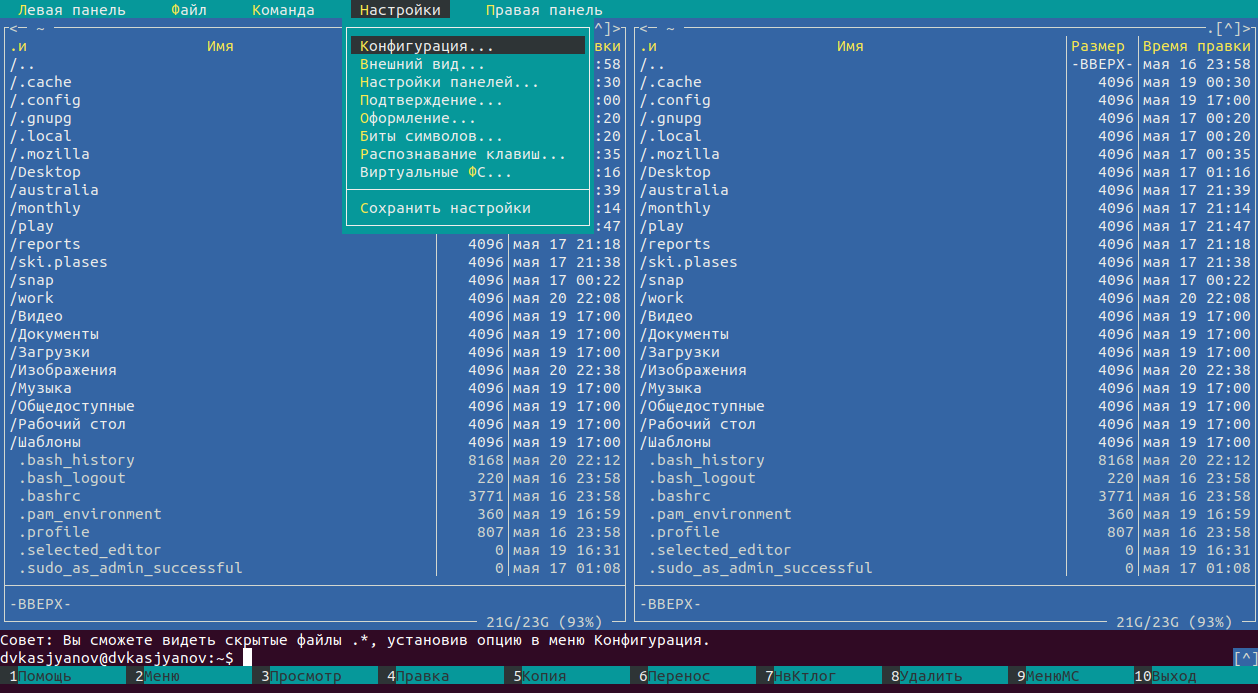 Левая панель Файл Команда Настройки Правая панель
<─ ~ ^]> <─ ~ .[^]>
.и Имя вки .и Имя Размер Время правки
Конфигурация...
Внешний вид...
Настройки панелей...
Подтверждение...
Оформление...
Биты символов...
Распознавание клавиш...
Виртуальные ФС...
Сохранить настройки
/.. :58 /.. -ВВЕРХ- мая 16 23:58
/.cache :30 /.cache 4096 мая 19 00:30
/.config :00 /.config 4096 мая 19 17:00
/.gnupg :20 /.gnupg 4096 мая 17 00:20
/.local :20 /.local 4096 мая 17 00:20
/.mozilla :35 /.mozilla 4096 мая 17 00:35
/Desktop :16 /Desktop 4096 мая 17 01:16
/australia :39 /australia 4096 мая 17 21:39
/monthly :14 /monthly 4096 мая 17 21:14
/play :47 /play 4096 мая 17 21:47
/reports 4096 мая 17 21:18 /reports 4096 мая 17 21:18
/ski.plases 4096 мая 17 21:38 /ski.plases 4096 мая 17 21:38
/snap 4096 мая 17 00:22 /snap 4096 мая 17 00:22
/work 4096 мая 20 22:08 /work 4096 мая 20 22:08
/Видео 4096 мая 19 17:00 /Видео 4096 мая 19 17:00
/Документы 4096 мая 19 17:00 /Документы 4096 мая 19 17:00
/Загрузки 4096 мая 19 17:00 /Загрузки 4096 мая 19 17:00
/Изображения 4096 мая 20 22:38 /Изображения 4096 мая 20 22:38
/Музыка 4096 мая 19 17:00 /Музыка 4096 мая 19 17:00
/Общедоступные 4096 мая 19 17:00 /Общедоступные 4096 мая 19 17:00
/Рабочий стол 4096 мая 19 17:00 /Рабочий стол 4096 мая 19 17:00
/Шаблоны 4096 мая 19 17:00 /Шаблоны 4096 мая 19 17:00
.bash_history 8168 мая 20 22:12 .bash_history 8168 мая 20 22:12
.bash_logout 220 мая 16 23:58 .bash_logout 220 мая 16 23:58
.bashrc 3771 мая 16 23:58 .bashrc 3771 мая 16 23:58
.pam_environment 360 мая 19 16:59 .pam_environment 360 мая 19 16:59
.profile 807 мая 16 23:58 .profile 807 мая 16 23:58
.selected_editor 0 мая 19 16:31 .selected_editor 0 мая 19 16:31
.sudo_as_admin_successful 0 мая 17 01:08 .sudo_as_admin_successful 0 мая 17 01:08
-ВВЕРХ- -ВВЕРХ-
21G/23G (93%) 21G/23G (93%)
Совет: Вы сможете видеть скрытые файлы .*, установив опцию в меню Конфигурация.
dvkasjyanov@dvkasjyanov:~$ [^]
1Помощь 2Меню 3Просмотр 4Правка 5Копия 6Перенос 7НвКтлог 8Удалить 9МенюMC 10Выход